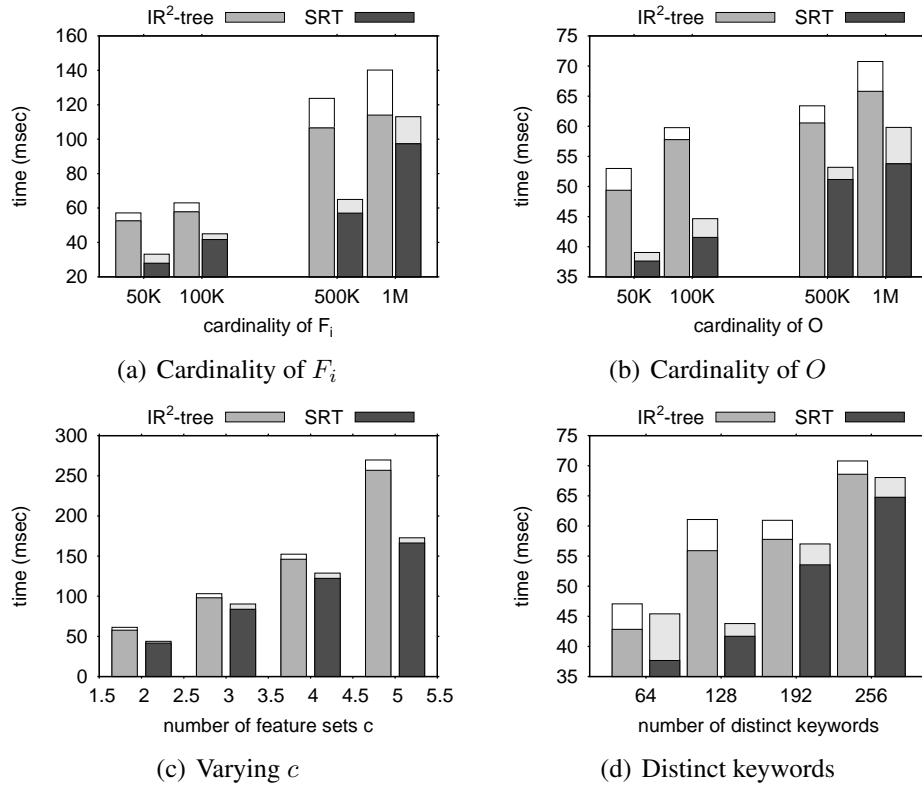 IR²-tree SRT
160
140
120
100
80
60
40
20
time (msec)
50K 100K 500K 1M
cardinality of Fᵢ
(a) Cardinality of Fᵢ
IR²-tree SRT
75
70
65
60
55
50
45
40
35
time (msec)
50K 100K 500K 1M
cardinality of O
(b) Cardinality of O
IR²-tree SRT
300
250
200
150
100
50
0
time (msec)
1.5 2 2.5 3 3.5 4 4.5 5 5.5
number of feature sets c
(c) Varying c
IR²-tree SRT
75
70
65
60
55
50
45
40
35
time (msec)
64 128 192 256
number of distinct keywords
(d) Distinct keywords